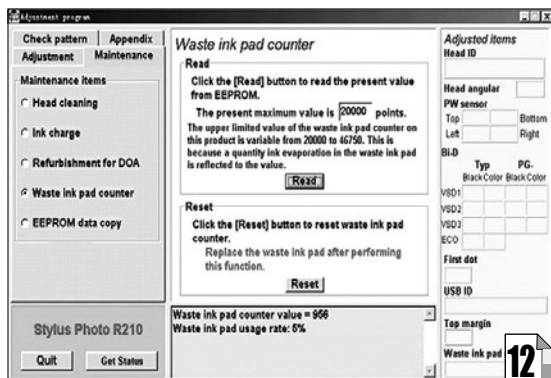 Adjustment program
Check pattern
Appendix
Adjustment
Maintenance
Maintenance items
Head cleaning
Ink charge
Refurbishment for DOA
Waste ink pad counter
EEPROM data copy
Stylus Photo R210
Quit
Get Status
Waste ink pad counter
Read
Click the [Read] button to read the present value
from EEPROM.
The present maximum value is 20000 points.
The upper limited value of the waste ink pad counter on
this product is variable from 20000 to 46750. This is
because a quantity ink evaporation in the waste ink pad
is reflected to the value.
Read
Reset
Click the [Reset] button to reset waste ink pad
counter.
Replace the waste ink pad after performing
this function.
Reset
Waste ink pad counter value = 956
Waste ink pad usage rate: 5%
Adjusted items
Head ID
Head angular
PW sensor
Top Bottom
Left Right
Bi-D
Typ PG-
Black Color Black Color
VSD1
VSD2
VSD3
ECO
First dot
USB ID
Top margin
Waste ink pad
12